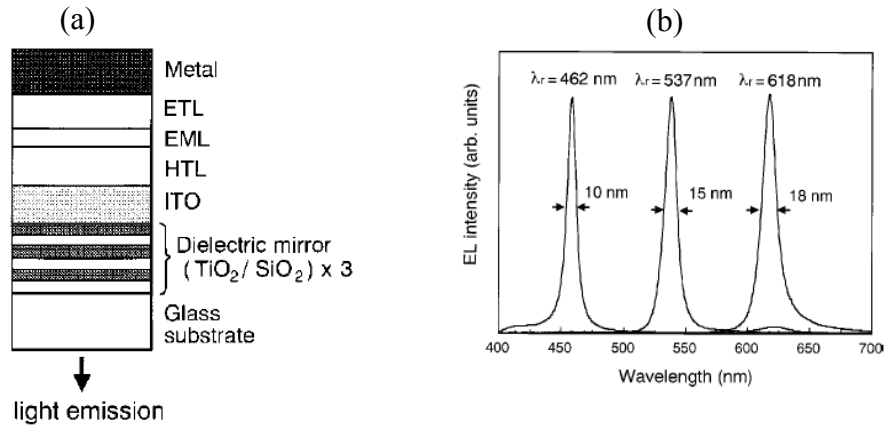 (a)
Metal
ETL
EML
HTL
ITO
Dielectric mirror
(TiO₂/ SiO₂) x 3
Glass
substrate
light emission
(b)
λr = 462 nm λr = 537nm λr = 618nm
10 nm 15 nm 18 nm
EL intensity (arb. units)
400 450 500 550 600 650 700
Wavelength (nm)